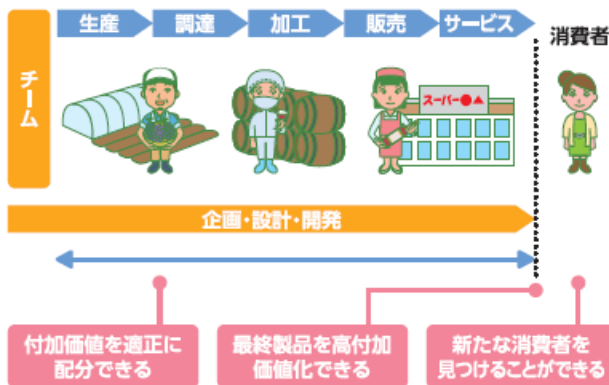 生産 調達 加工 販売 サービス
消費者
チーム
スーパー●▲
企画・設計・開発
付加価値を適正に
配分できる
最終製品を高付加
価値化できる
新たな消費者を
見つけることができる